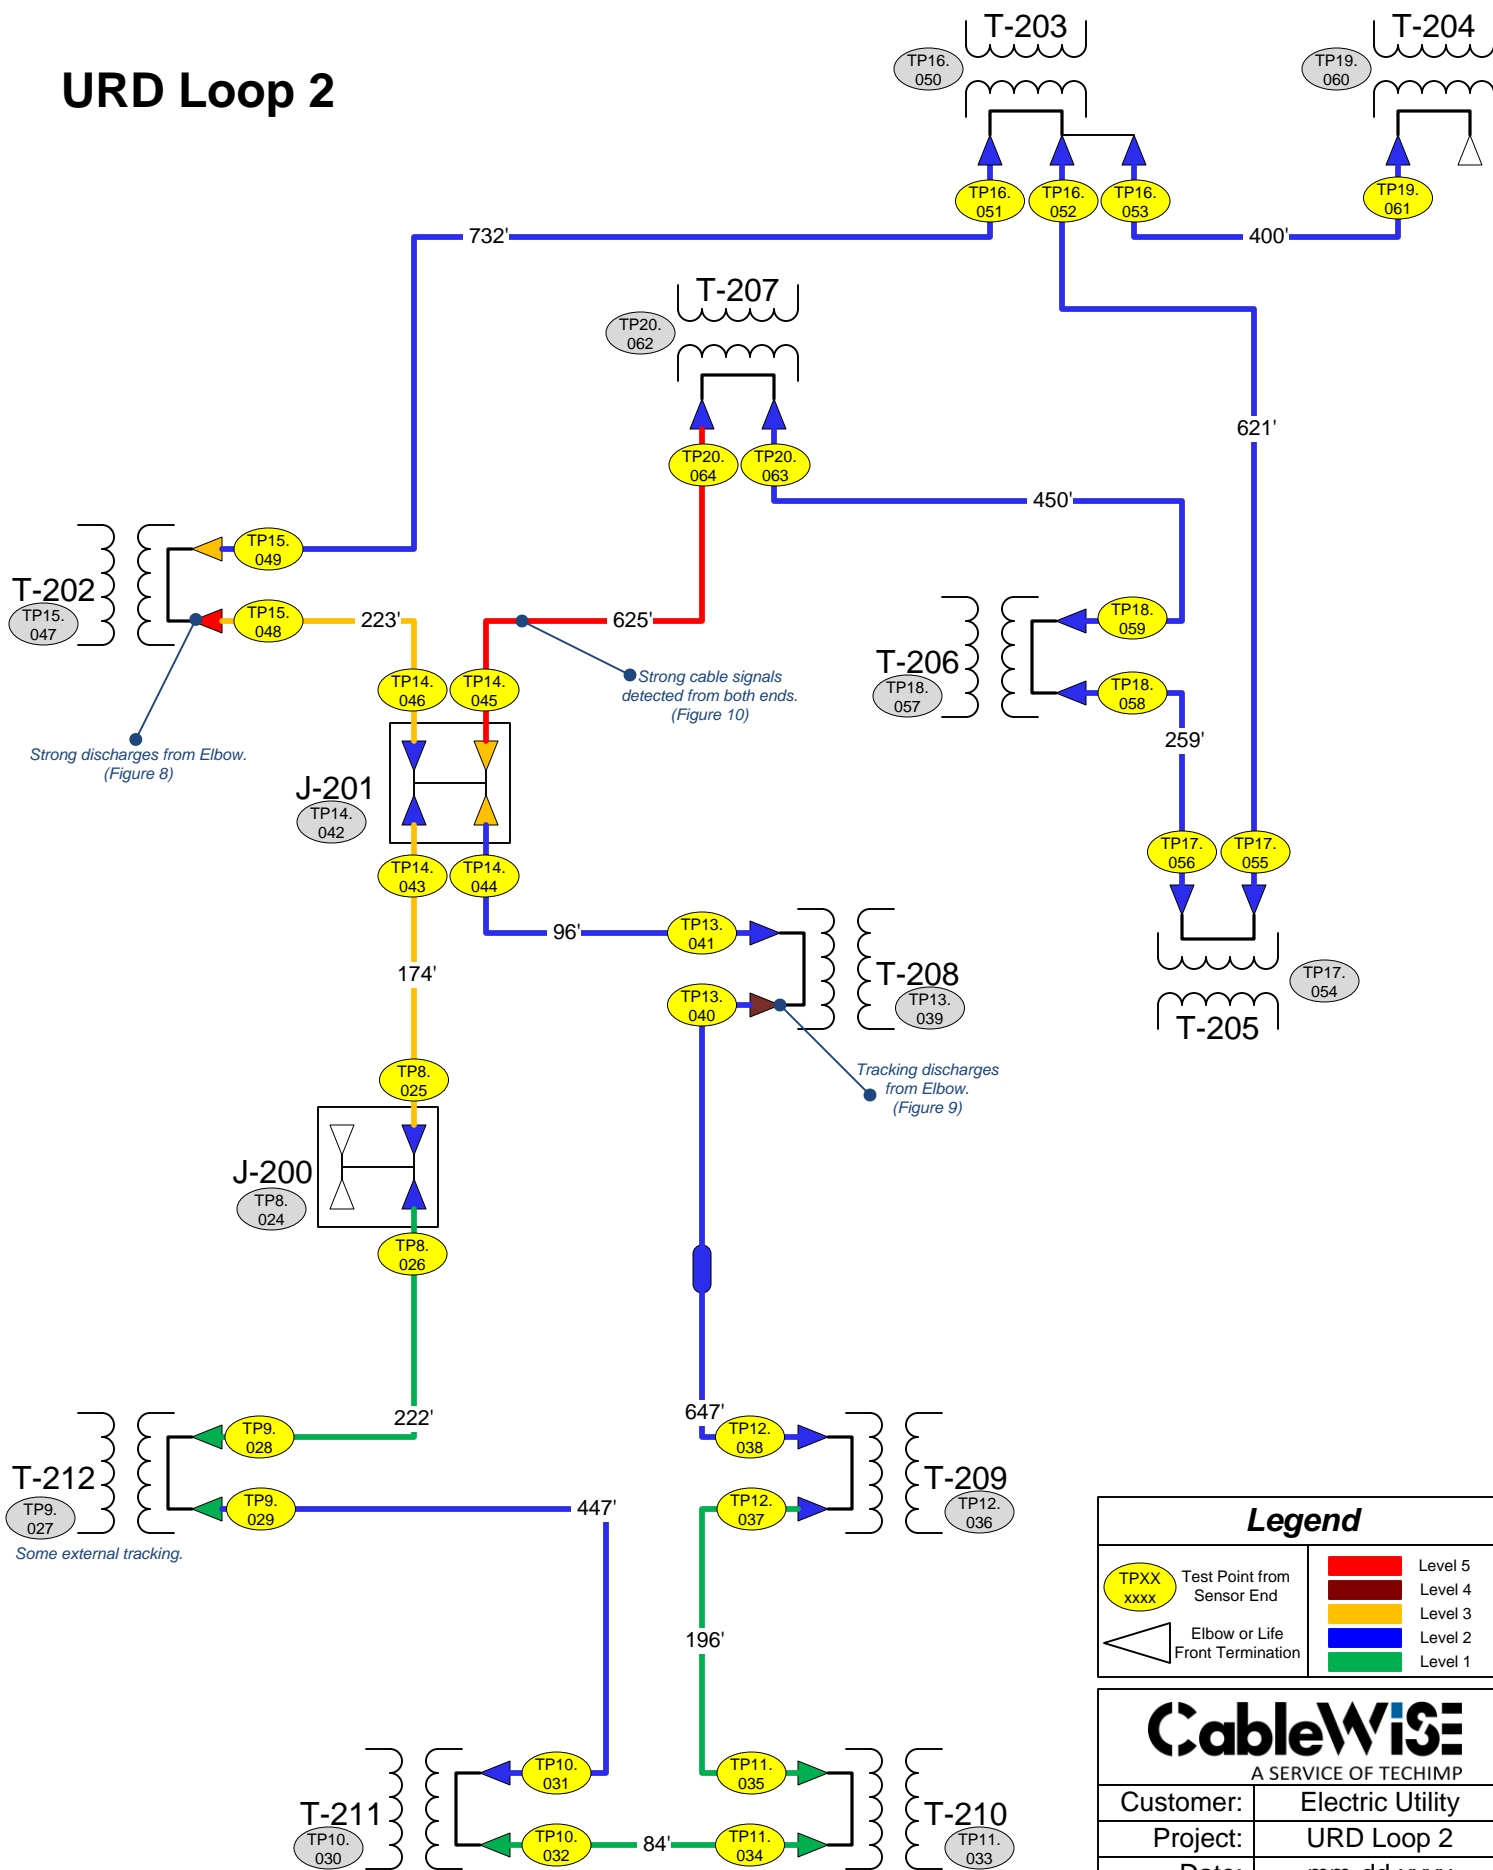 URD Loop 2
T-203
TP16.
050
T-204
TP19.
060
TP16.
051
TP16.
052
TP16.
053
TP19.
061
732'
400'
T-207
TP20.
062
621'
TP20.
064
TP20.
063
450'
TP15.
049
T-202
TP15.
047
TP15.
048
223'
625'
TP18.
059
T-206
TP18.
057
TP18.
058
Strong cable signals
detected from both ends.
(Figure 10)
TP14.
046
TP14.
045
259'
Strong discharges from Elbow.
(Figure 8)
J-201
TP14.
042
TP14.
043
TP14.
044
TP17.
056
TP17.
055
96'
TP13.
041
174'
T-208
TP13.
039
TP13.
040
TP17.
054
T-205
TP8.
025
Tracking discharges
from Elbow.
(Figure 9)
J-200
TP8.
024
TP8.
026
222'
647'
TP9.
028
TP12.
038
T-212
TP9.
027
TP9.
029
447'
TP12.
037
T-209
TP12.
036
Some external tracking.
196'
Legend
TPXX
xxxx
Test Point from
Sensor End
Elbow or Life
Front Termination
Level 5
Level 4
Level 3
Level 2
Level 1
TP10.
031
TP11.
035
T-211
TP10.
030
TP10.
032
84'
TP11.
034
T-210
TP11.
033
CableWiSE
A SERVICE OF TECHIMP
Customer: Electric Utility
Project: URD Loop 2